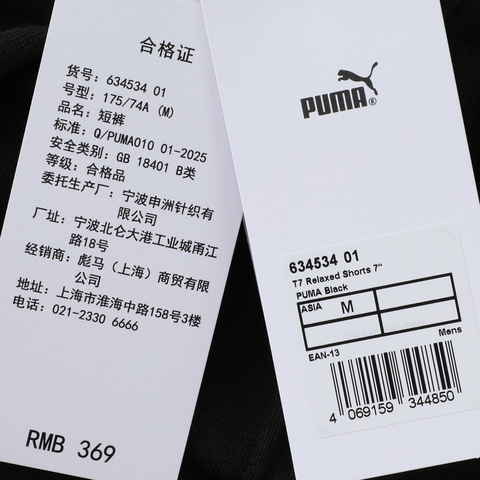 合格证
货号: 634534 01
号型: 175/74A (M)
品名: 短裤
标准: Q/PUMA010 01-2025
安全类别: GB 18401 B类
等级: 合格品
委托生产厂: 宁波申洲针织有
限公司
厂址: 宁波北仑大港工业城甬江
路18号
经销商: 彪马（上海）商贸有限
公司
地址: 上海市淮海中路158号3楼
电话: 021-2330 6666
RMB 369
PUMA®
634534 01
T7 Relaxed Shorts 7"
PUMA Black
ASIA M
Mens
EAN-13
4 069159 344850